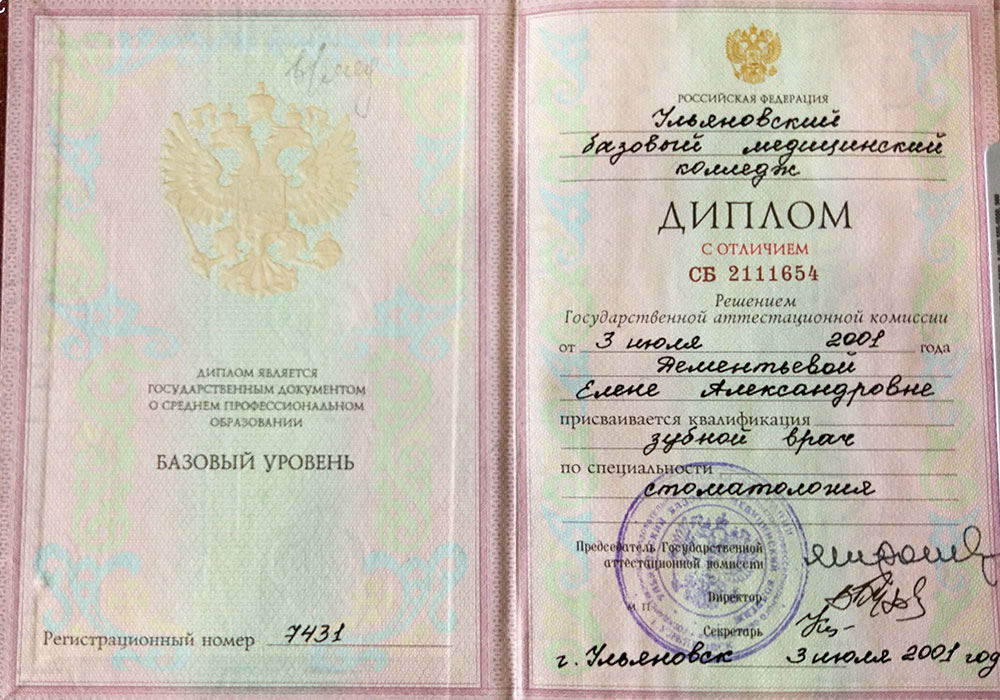 ДИПЛОМ ЯВЛЯЕТСЯ
ГОСУДАРСТВЕННЫМ ДОКУМЕНТОМ
О СРЕДНЕМ ПРОФЕССИОНАЛЬНОМ
ОБРАЗОВАНИИ
БАЗОВЫЙ УРОВЕНЬ
Регистрационный номер 7431
РОССИЙСКАЯ ФЕДЕРАЦИЯ
Ульяновский
базовый медицинский
колледж
ДИПЛОМ
С ОТЛИЧИЕМ
СБ 2111654
Решением
Государственной аттестационной комиссии
от 3 июля 2001 года
Дементьевой
Елене Александровне
присваивается квалификация
зубной врач
по специальности
стоматология
Председатель Государственной
аттестационной комиссии
Директор
М П
Секретарь
г. Ульяновск 3 июля 2001 год